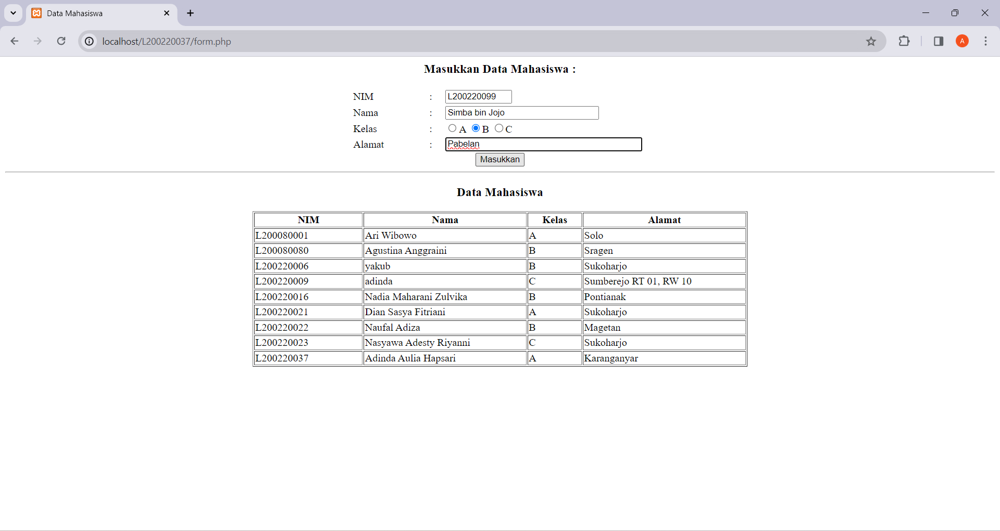 Data Mahasiswa
localhost/L200220037/form.php
A
Masukkan Data Mahasiswa :
NIM : L200220099
Nama : Simba bin Jojo
Kelas : A B C
Alamat : Pabelan
Masukkan
Data Mahasiswa
NIM Nama Kelas Alamat
L200080001 Ari Wibowo A Solo
L200080080 Agustina Anggraini B Sragen
L200220006 yakub B Sukoharjo
L200220009 adinda C Sumberejo RT 01, RW 10
L200220016 Nadia Maharani Zulvika B Pontianak
L200220021 Dian Sasya Fitriani A Sukoharjo
L200220022 Naufal Adiza B Magetan
L200220023 Nasyawa Adesty Riyanni C Sukoharjo
L200220037 Adinda Aulia Hapsari A Karanganyar